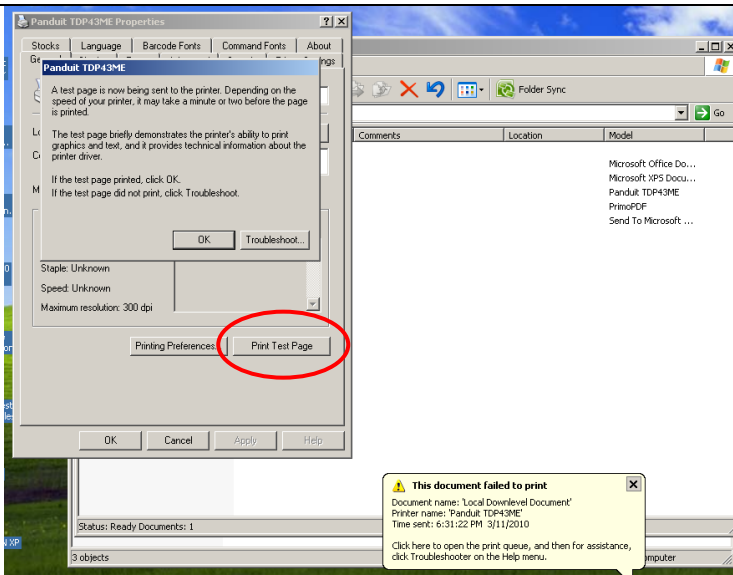 Panduit TDP43ME Properties
Stocks Language Barcode Fonts Command Fonts About
Panduit TDP43ME
A test page is now being sent to the printer. Depending on the
speed of your printer, it may take a minute or two before the page
is printed.
The test page briefly demonstrates the printer's ability to print
graphics and text, and it provides technical information about the
printer driver.
If the test page printed, click OK.
If the test page did not print, click Troubleshoot.
OK Troubleshoot...
Staple: Unknown
Speed: Unknown
Maximum resolution: 300 dpi
Printing Preferences Print Test Page
OK Cancel Apply Help
Folder Sync
Go
Comments Location Model
Microsoft Office Do...
Microsoft XPS Docu...
Panduit TDP43ME
PrimoPDF
Send To Microsoft ...
This document failed to print
Document name: 'Local Downlevel Document'
Printer name: 'Panduit TDP43ME'
Time sent: 6:31:22 PM 3/11/2010
Click here to open the print queue, and then for assistance,
click Troubleshooter on the Help menu.
Status: Ready Documents: 1
3 objects